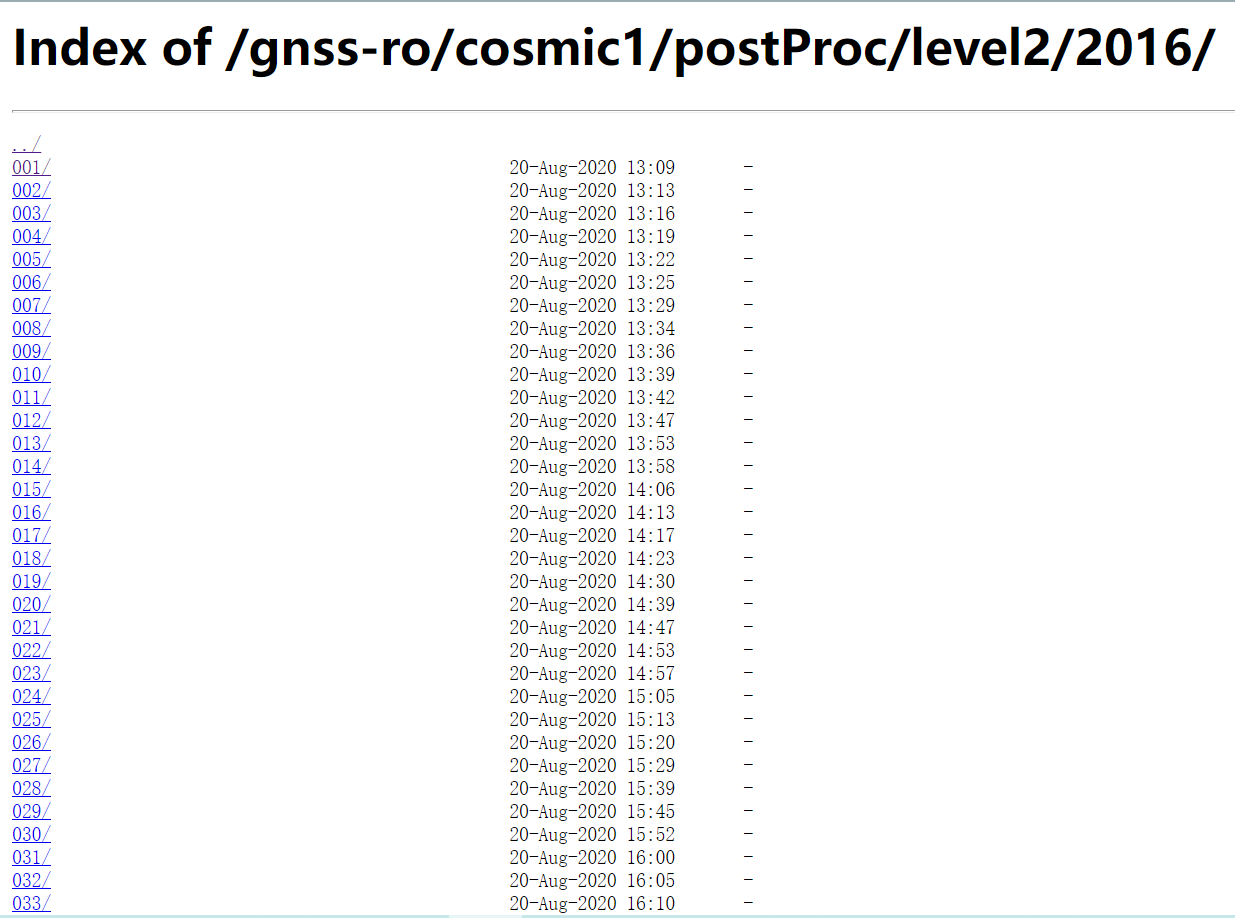 Index of /gnss-ro/cosmic1/postProc/level2/2016/
../
001/ 20-Aug-2020 13:09 -
002/ 20-Aug-2020 13:13 -
003/ 20-Aug-2020 13:16 -
004/ 20-Aug-2020 13:19 -
005/ 20-Aug-2020 13:22 -
006/ 20-Aug-2020 13:25 -
007/ 20-Aug-2020 13:29 -
008/ 20-Aug-2020 13:34 -
009/ 20-Aug-2020 13:36 -
010/ 20-Aug-2020 13:39 -
011/ 20-Aug-2020 13:42 -
012/ 20-Aug-2020 13:47 -
013/ 20-Aug-2020 13:53 -
014/ 20-Aug-2020 13:58 -
015/ 20-Aug-2020 14:06 -
016/ 20-Aug-2020 14:13 -
017/ 20-Aug-2020 14:17 -
018/ 20-Aug-2020 14:23 -
019/ 20-Aug-2020 14:30 -
020/ 20-Aug-2020 14:39 -
021/ 20-Aug-2020 14:47 -
022/ 20-Aug-2020 14:53 -
023/ 20-Aug-2020 14:57 -
024/ 20-Aug-2020 15:05 -
025/ 20-Aug-2020 15:13 -
026/ 20-Aug-2020 15:20 -
027/ 20-Aug-2020 15:29 -
028/ 20-Aug-2020 15:39 -
029/ 20-Aug-2020 15:45 -
030/ 20-Aug-2020 15:52 -
031/ 20-Aug-2020 16:00 -
032/ 20-Aug-2020 16:05 -
033/ 20-Aug-2020 16:10 -